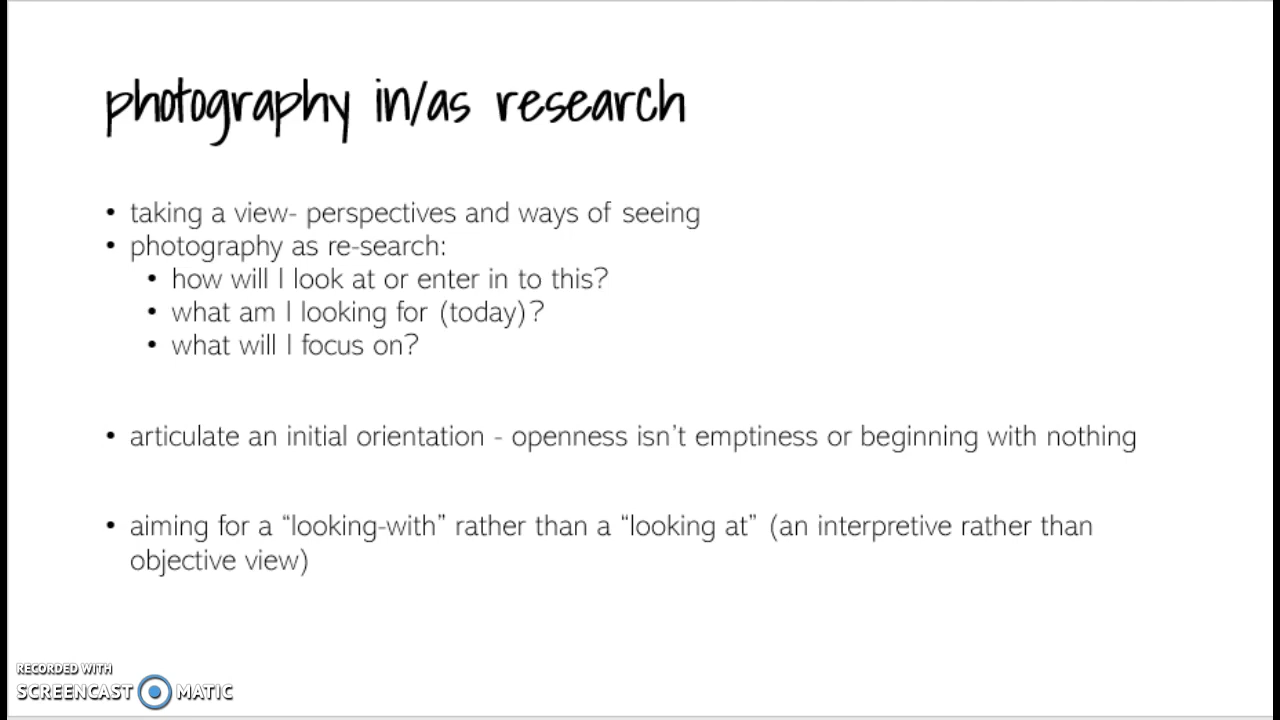 photography in/as research
• taking a view- perspectives and ways of seeing
• photography as re-search:
• how will I look at or enter in to this?
• what am I looking for (today)?
• what will I focus on?
• articulate an initial orientation - openness isn't emptiness or beginning with nothing
• aiming for a “looking-with” rather than a “looking at” (an interpretive rather than
objective view)
RECORDED WITH
SCREENCAST MATIC